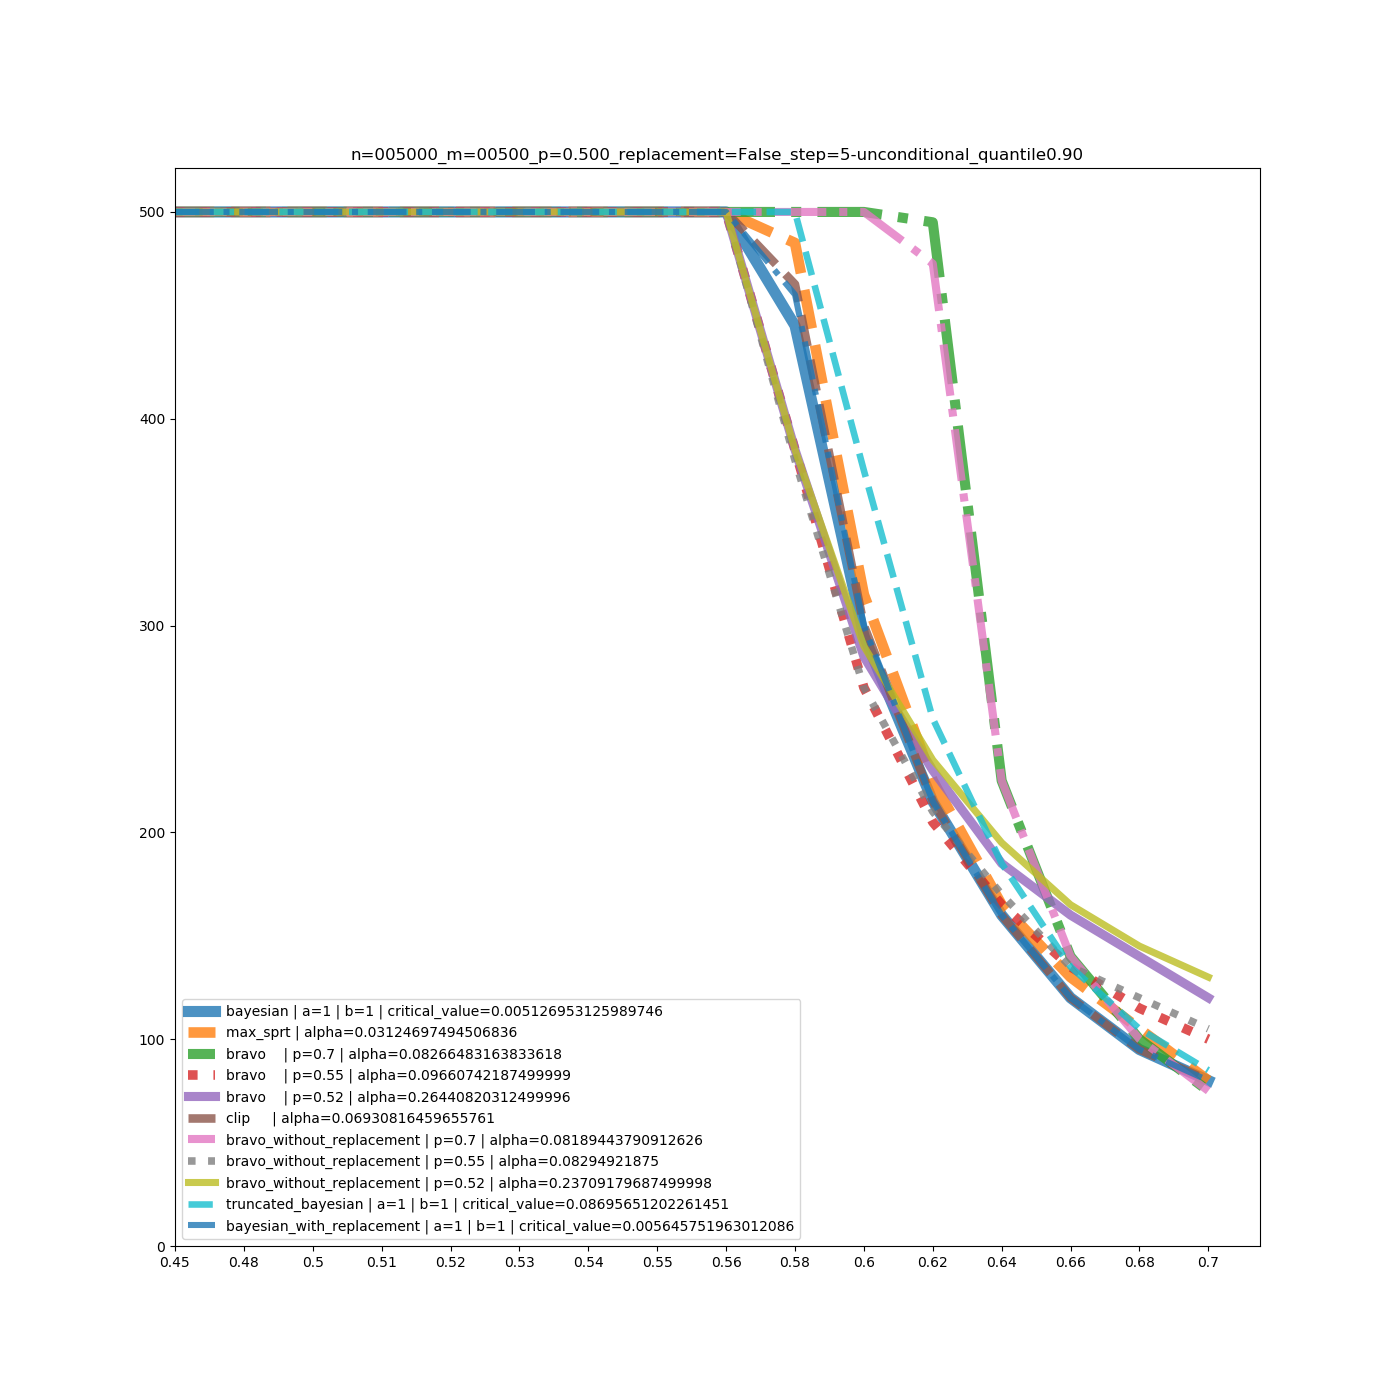 n=005000_m=00500_p=0.500_replacement=False_step=5-unconditional_quantile0.90
500
400
300
200
100
0
bayesian | a=1 | b=1 | critical_value=0.005126953125989746
max_sprt | alpha=0.03124697494506836
bravo | p=0.7 | alpha=0.08266483163833618
bravo | p=0.55 | alpha=0.09660742187499999
bravo | p=0.52 | alpha=0.26440820312499996
clip | alpha=0.06930816459655761
bravo_without_replacement | p=0.7 | alpha=0.08189443790912626
bravo_without_replacement | p=0.55 | alpha=0.08294921875
bravo_without_replacement | p=0.52 | alpha=0.23709179687499998
truncated_bayesian | a=1 | b=1 | critical_value=0.08695651202261451
bayesian_with_replacement | a=1 | b=1 | critical_value=0.005645751963012086
0.45 0.48 0.5 0.51 0.52 0.53 0.54 0.55 0.56 0.58 0.6 0.62 0.64 0.66 0.68 0.7